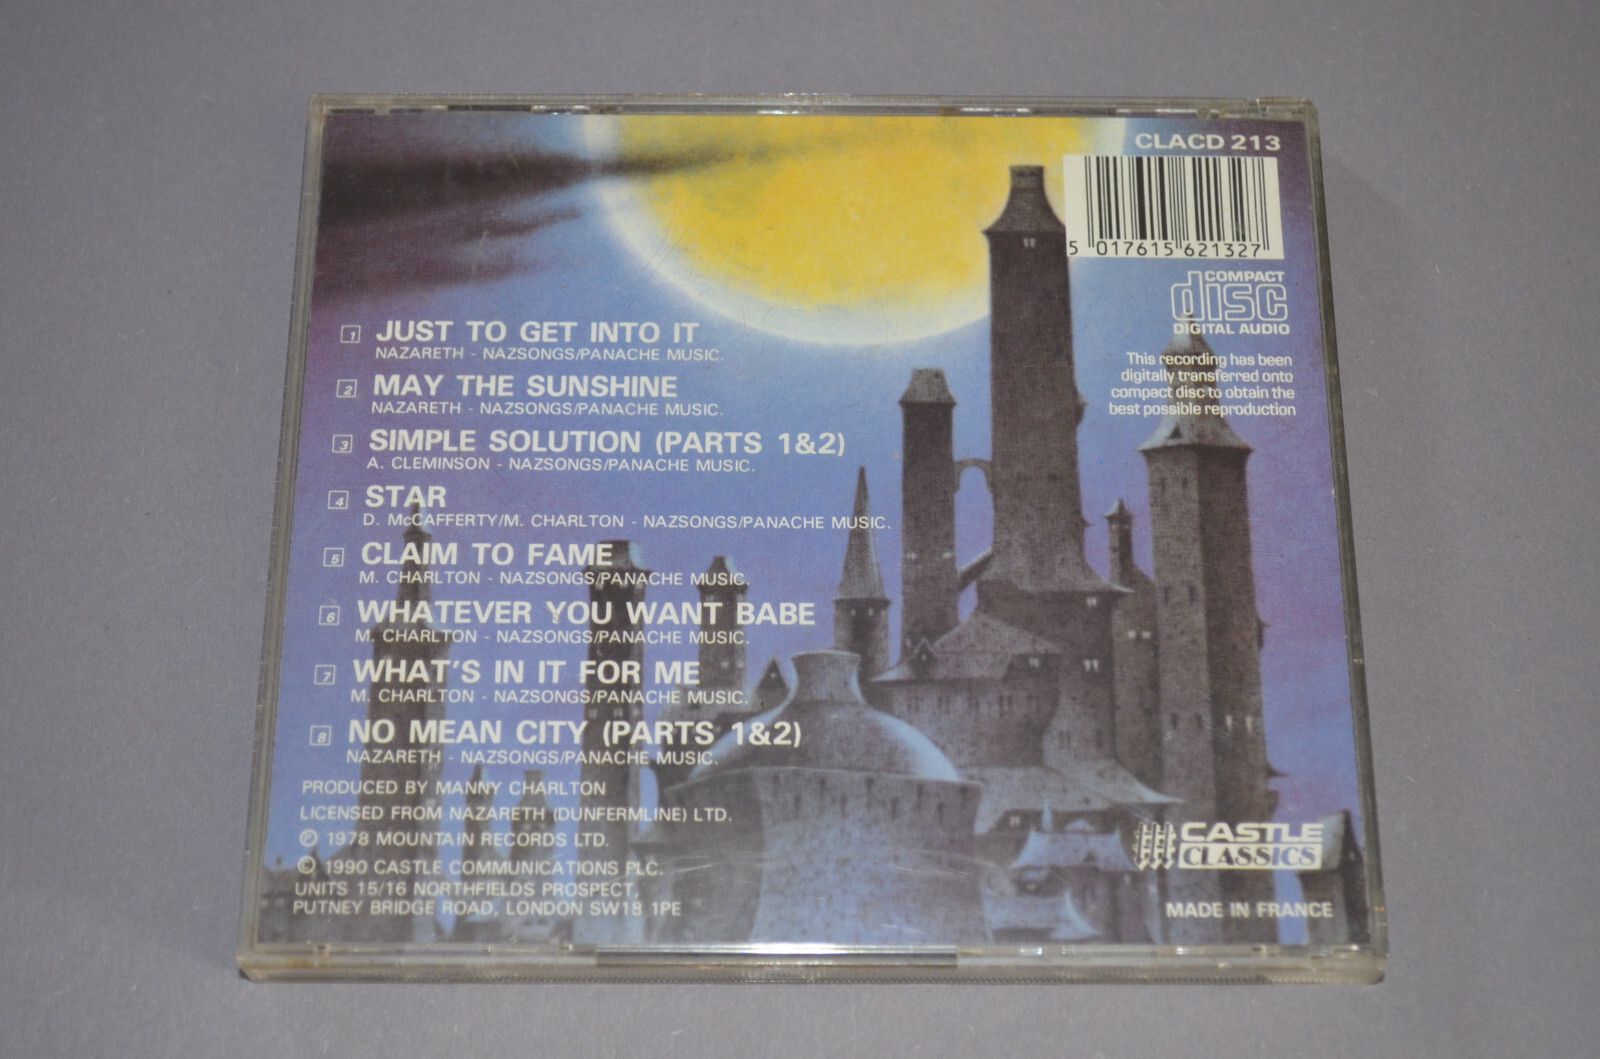 CLACD 213
5 017615 621327
COMPACT
disc
DIGITAL AUDIO
This recording has been
digitally transferred onto
compact disc to obtain the
best possible reproduction
1 JUST TO GET INTO IT
NAZARETH - NAZSONGS/PANACHE MUSIC.
2 MAY THE SUNSHINE
NAZARETH - NAZSONGS/PANACHE MUSIC.
3 SIMPLE SOLUTION (PARTS 1&2)
A. CLEMINSON - NAZSONGS/PANACHE MUSIC.
4 STAR
D. McCAFFERTY/M. CHARLTON - NAZSONGS/PANACHE MUSIC.
5 CLAIM TO FAME
M. CHARLTON - NAZSONGS/PANACHE MUSIC.
6 WHATEVER YOU WANT BABE
M. CHARLTON - NAZSONGS/PANACHE MUSIC.
7 WHAT'S IN IT FOR ME
M. CHARLTON - NAZSONGS/PANACHE MUSIC.
8 NO MEAN CITY (PARTS 1&2)
NAZARETH - NAZSONGS/PANACHE MUSIC.
PRODUCED BY MANNY CHARLTON
LICENSED FROM NAZARETH (DUNFERMLINE) LTD.
℗ 1978 MOUNTAIN RECORDS LTD.
© 1990 CASTLE COMMUNICATIONS PLC.
UNITS 15/16 NORTHFIELDS PROSPECT,
PUTNEY BRIDGE ROAD, LONDON SW18 1PE
CASTLE
CLASSICS
MADE IN FRANCE